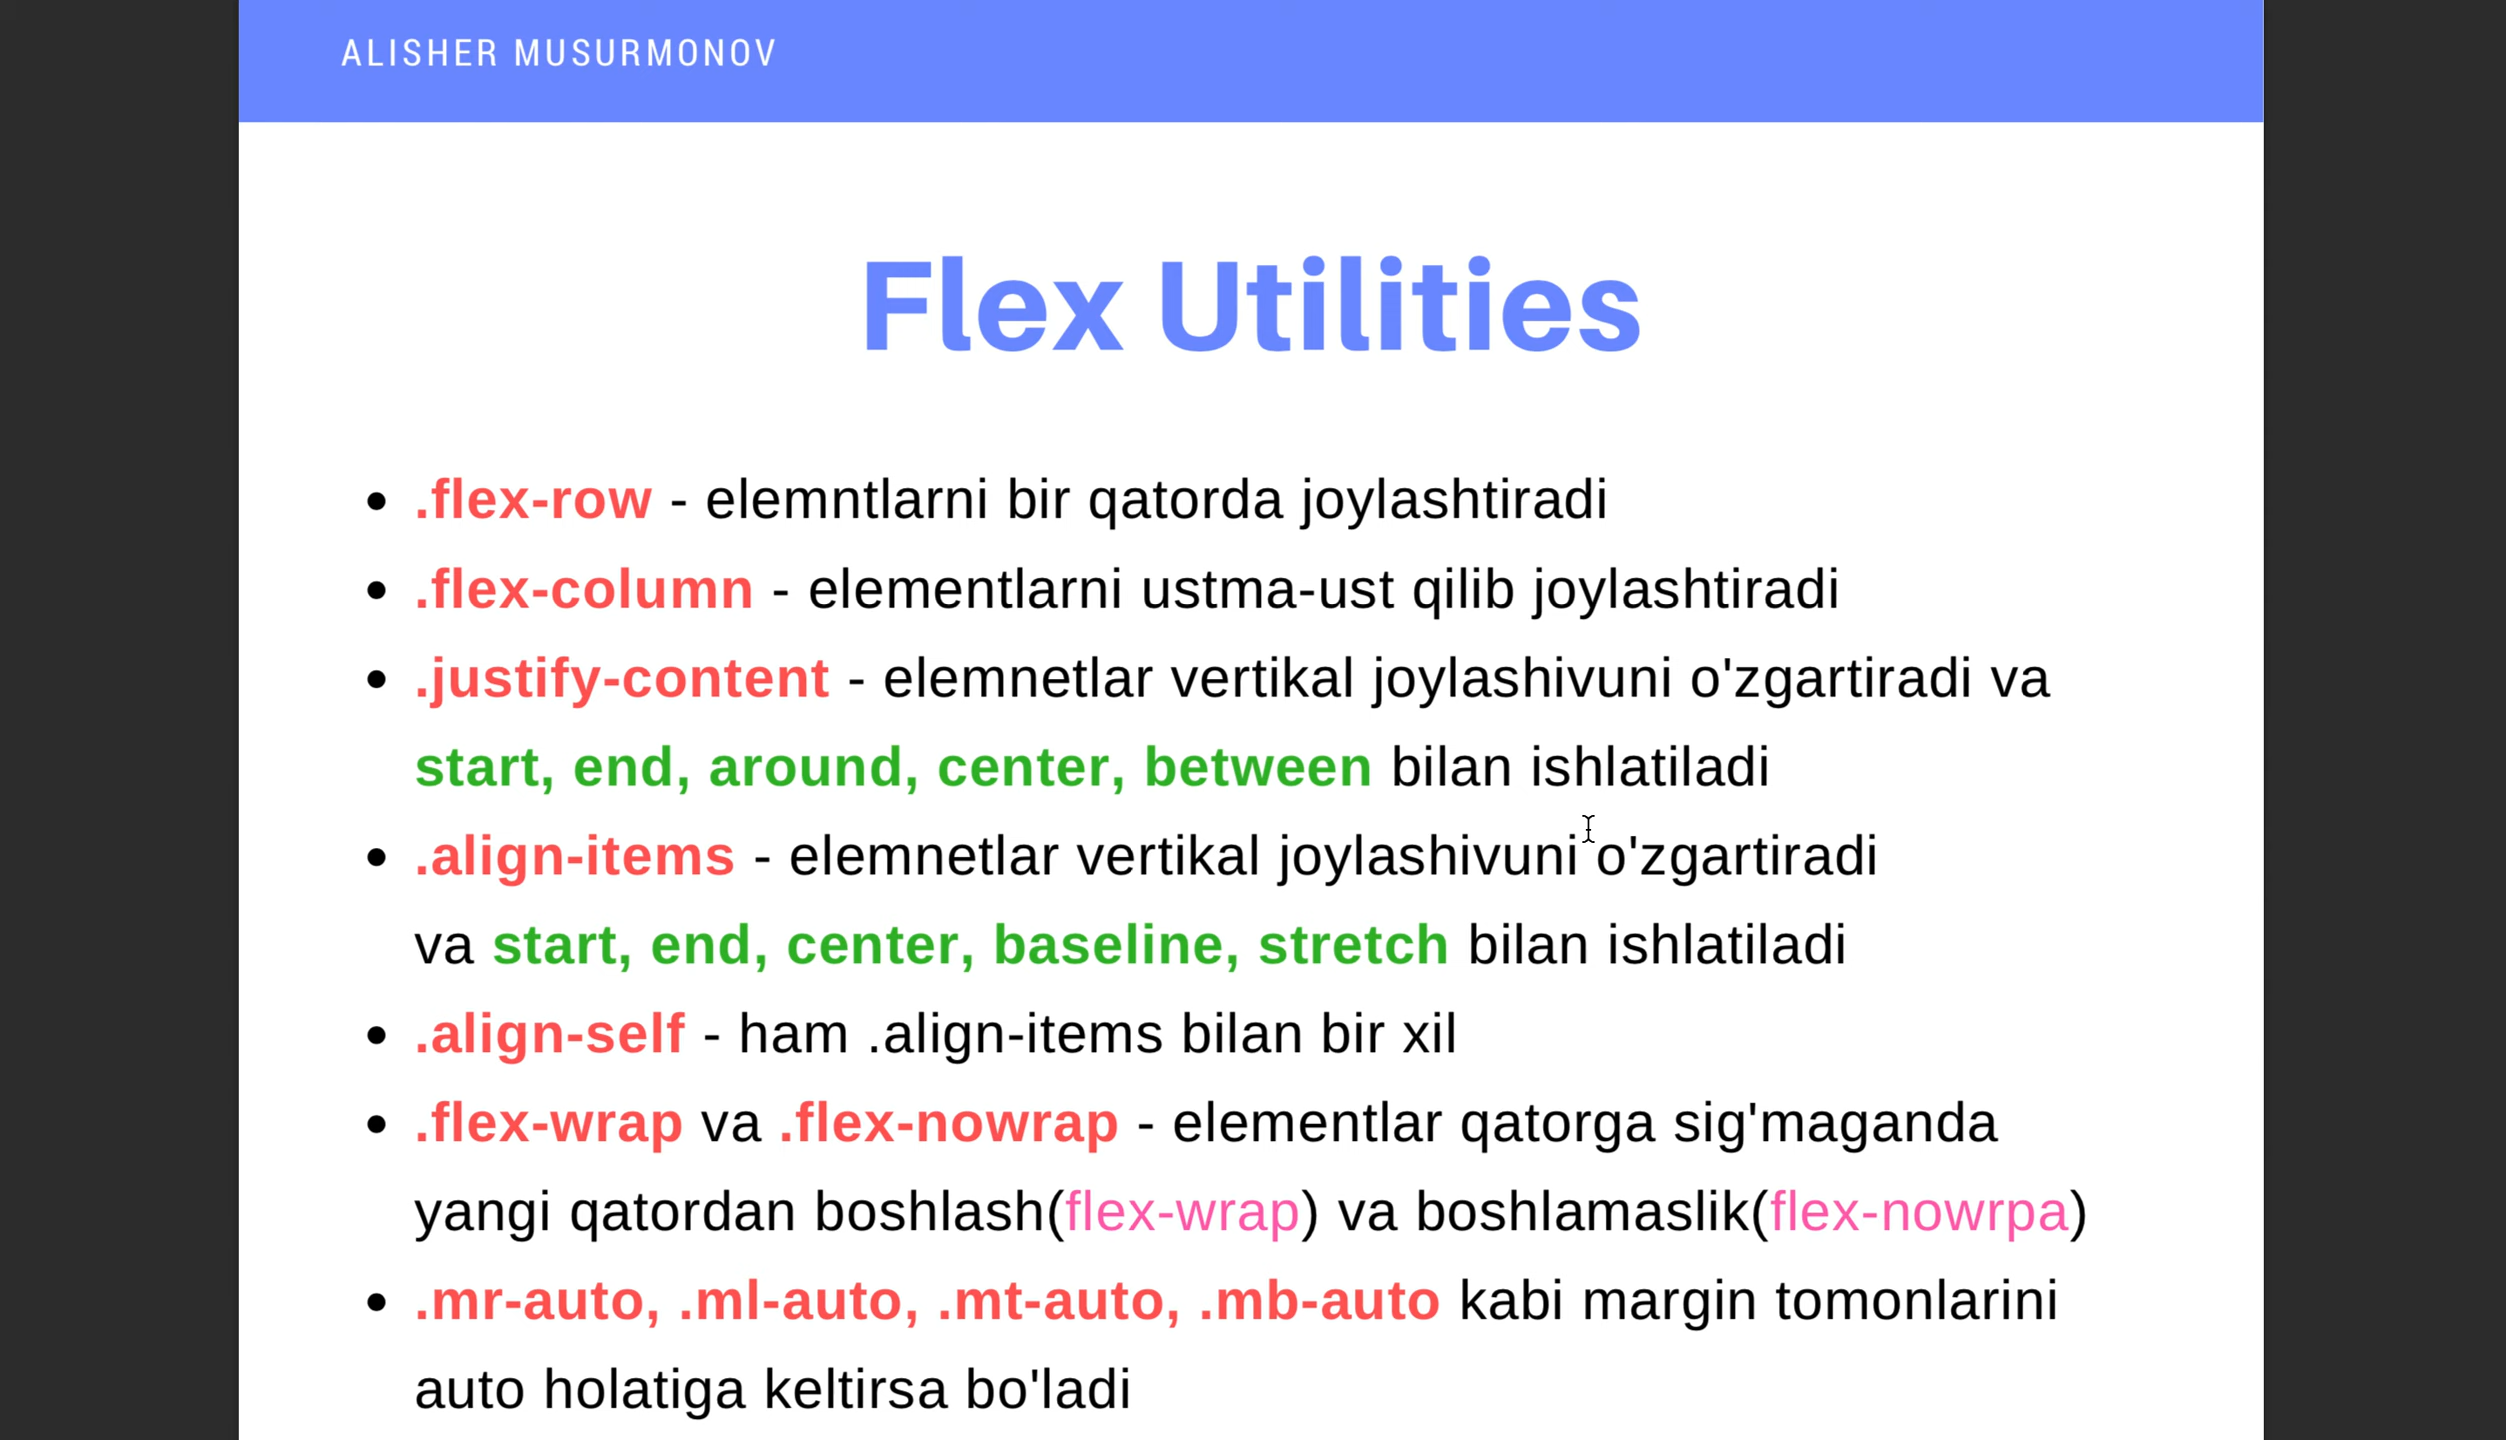 ALISHER MUSURMONOV
Flex Utilities
• .flex-row - elemntlarni bir qatorda joylashtiradi
• .flex-column - elementlarni ustma-ust qilib joylashtiradi
• .justify-content - elemnetlar vertikal joylashivuni o'zgartiradi va
start, end, around, center, between bilan ishlatiladi
• .align-items - elemnetlar vertikal joylashivuni o'zgartiradi
va start, end, center, baseline, stretch bilan ishlatiladi
• .align-self - ham .align-items bilan bir xil
• .flex-wrap va .flex-nowrap - elementlar qatorga sig'maganda
yangi qatordan boshlash(flex-wrap) va boshlamaslik(flex-nowrpa)
• .mr-auto, .ml-auto, .mt-auto, .mb-auto kabi margin tomonlarini
auto holatiga keltirsa bo'ladi